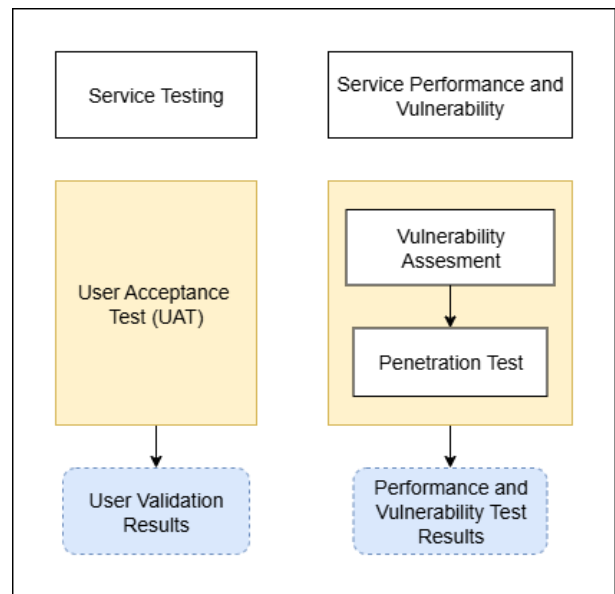 Service Testing
Service Performance and
Vulnerability
User Acceptance
Test (UAT)
Vulnerability
Assesment
Penetration Test
User Validation
Results
Performance and
Vulnerability Test
Results